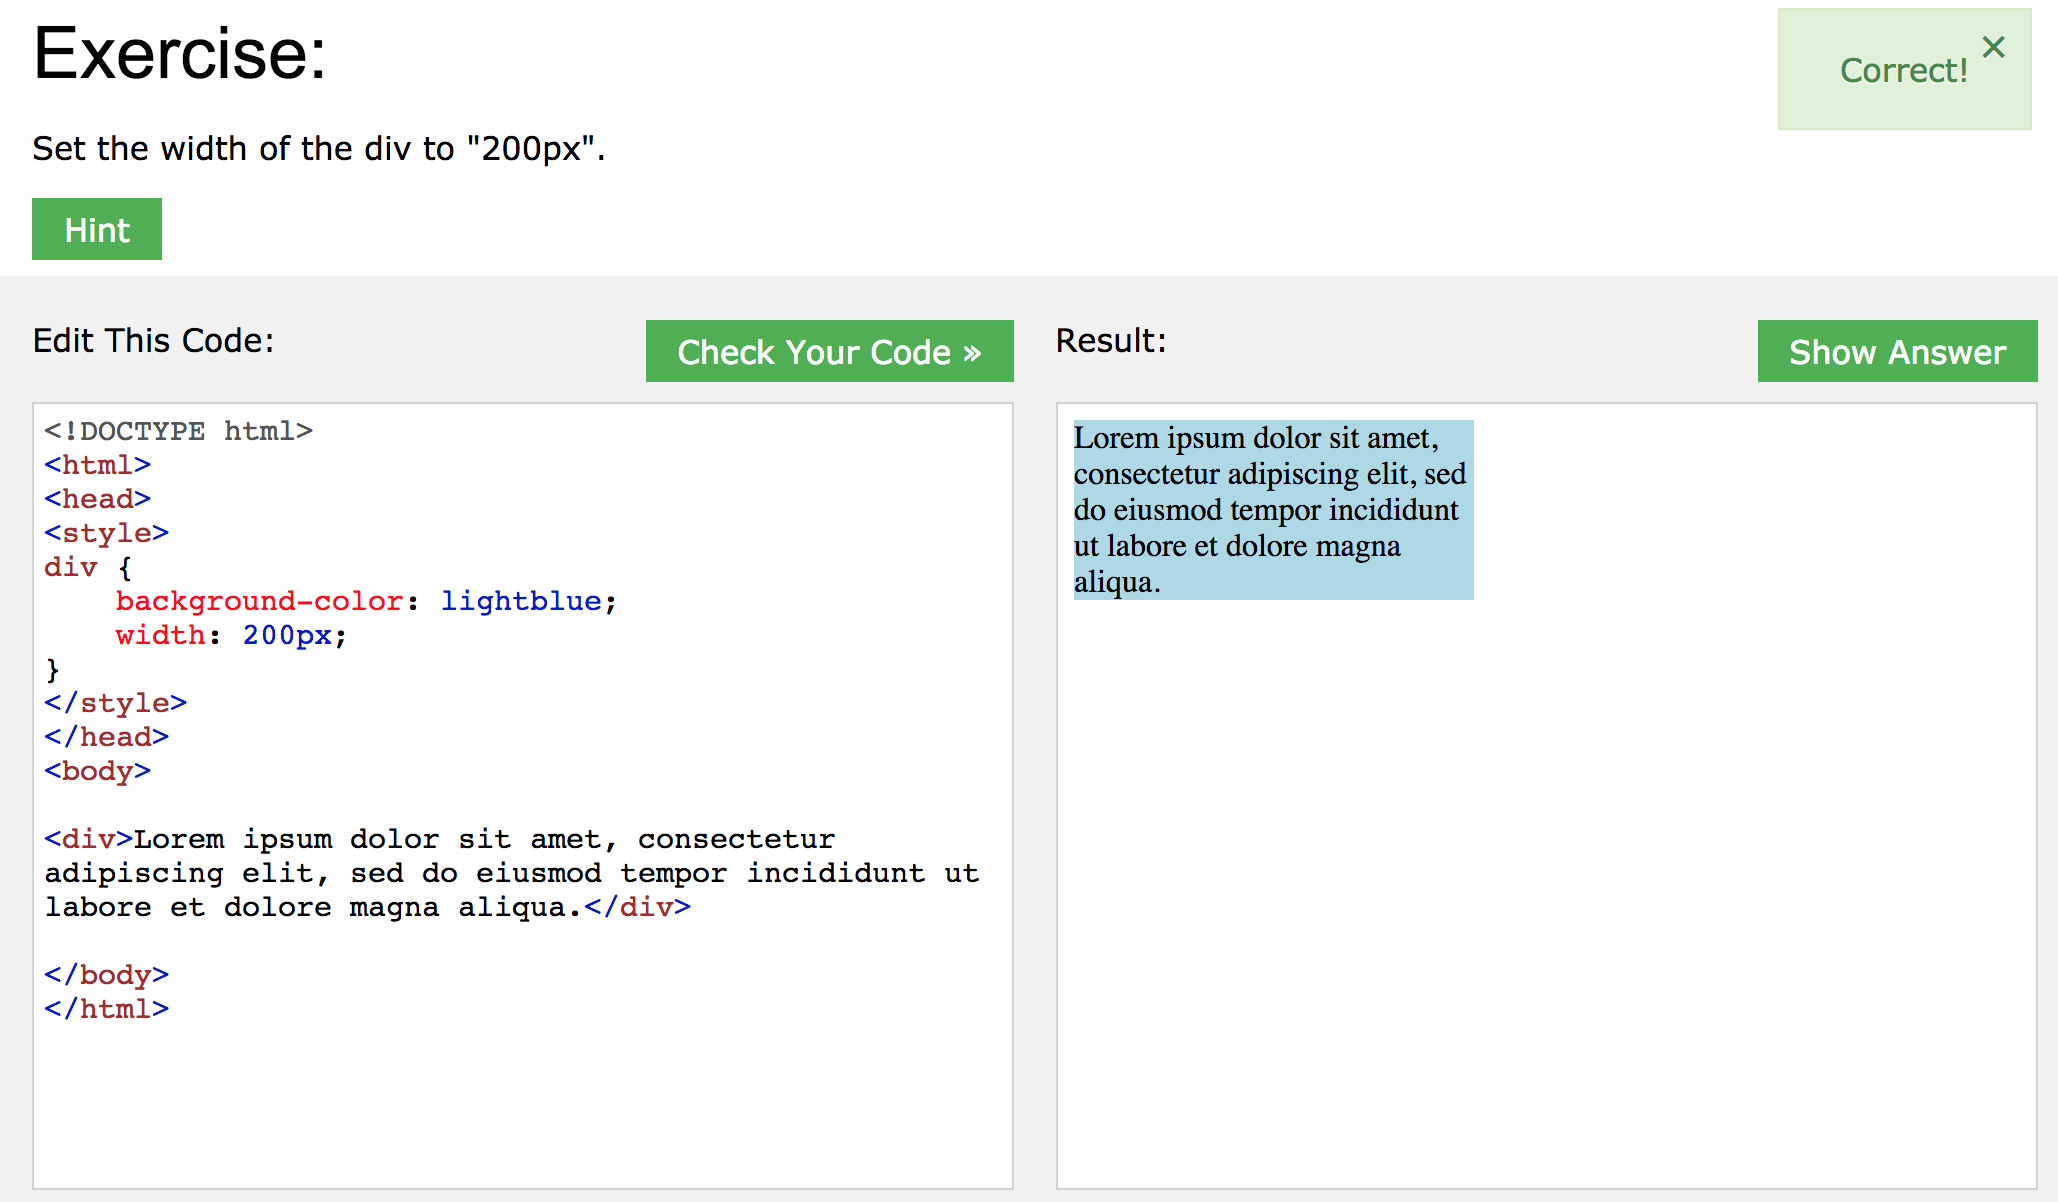 Exercise:
Correct!
×
Set the width of the div to "200px".
Hint
Edit This Code:
Check Your Code »
Result:
Show Answer
<!DOCTYPE html>
<html>
<head>
<style>
div {
    background-color: lightblue;
    width: 200px;
}
</style>
</head>
<body>
<div>Lorem ipsum dolor sit amet, consectetur
adipiscing elit, sed do eiusmod tempor incididunt ut
labore et dolore magna aliqua.</div>
</body>
</html>
Lorem ipsum dolor sit amet,
consectetur adipiscing elit, sed
do eiusmod tempor incididunt
ut labore et dolore magna
aliqua.